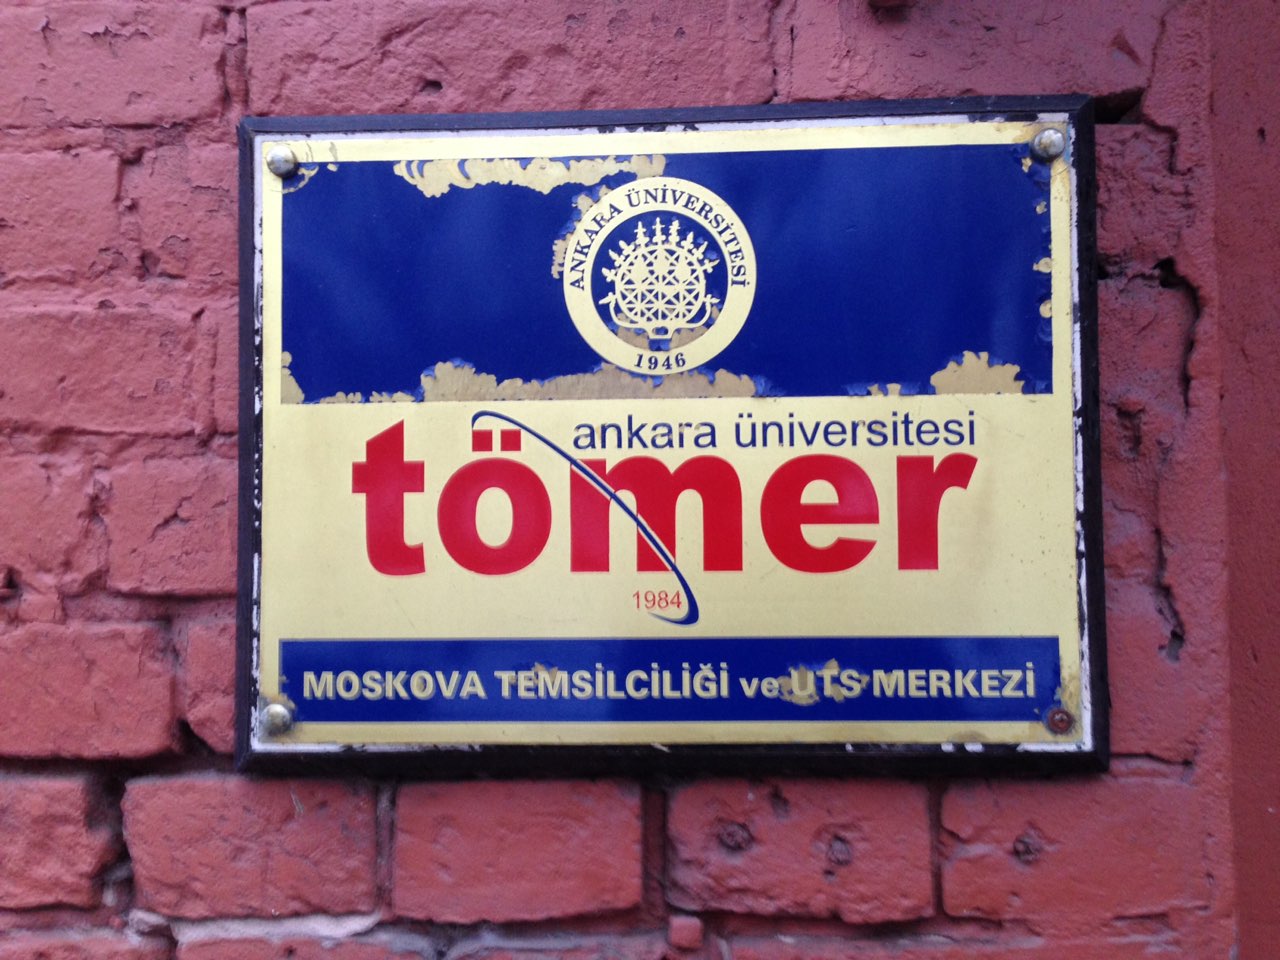 ANKARA ÜNİVERSİTESİ
1946
ankara üniversitesi
tömer
1984
MOSKOVA TEMSİLCİLİĞİ ve UTS MERKEZİ